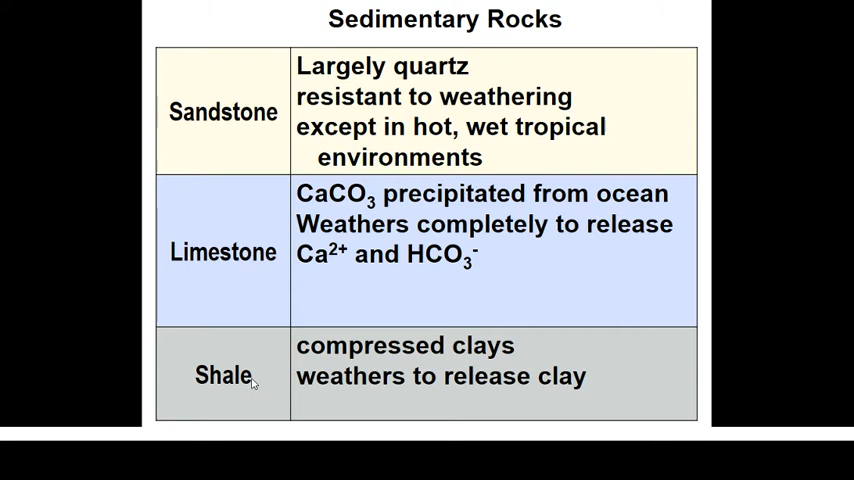 Sedimentary Rocks
Sandstone
Largely quartz
resistant to weathering
except in hot, wet tropical
environments
Limestone
CaCO₃ precipitated from ocean
Weathers completely to release
Ca²⁺ and HCO₃⁻
Shale
compressed clays
weathers to release clay